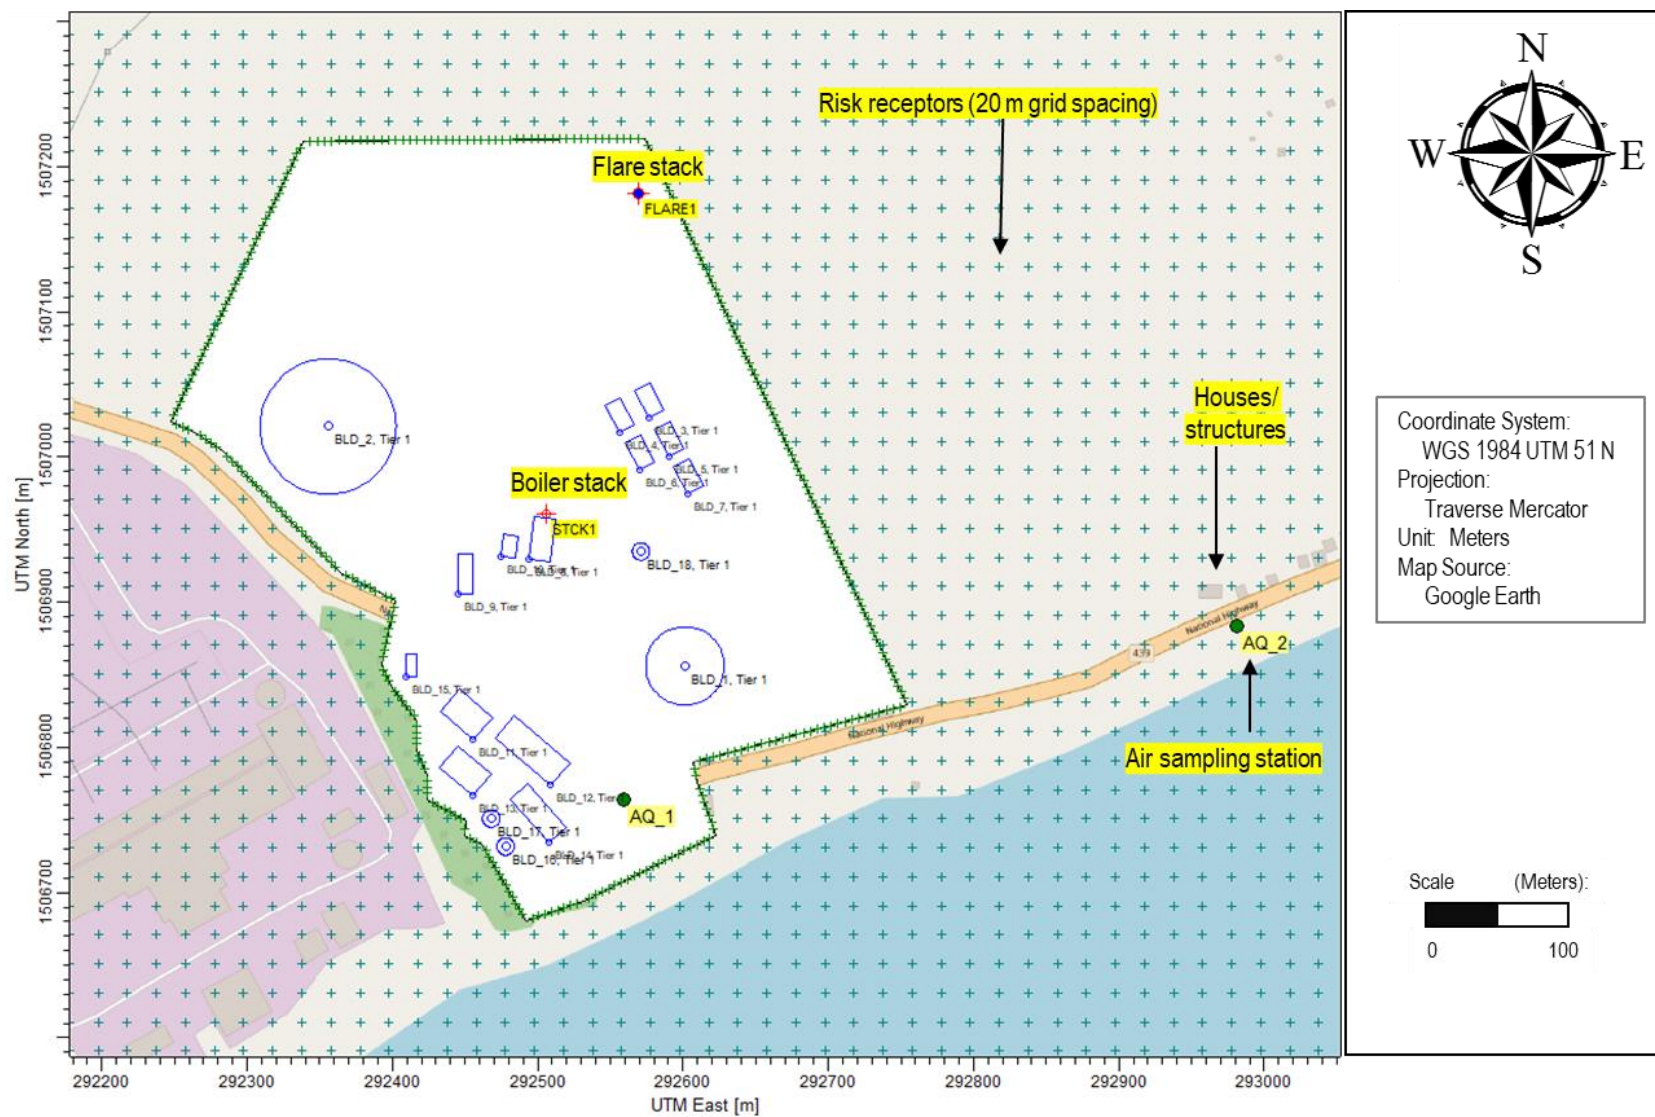 Risk receptors (20 m grid spacing)
Flare stack
FLARE1
BLD_2, Tier 1
BLD_3, Tier 1
BLD_4, Tier 1
BLD_5, Tier 1
BLD_6, Tier 1
BLD_7, Tier 1
Boiler stack
STCK1
BLD_18, Tier 1
BLD_9, Tier 1
BLD_1, Tier 1
BLD_15, Tier 1
BLD_11, Tier 1
BLD_12, Tier
BLD_13, Tier 1
BLD_17, Tier 1
BLD_16, Tier 1
BLD_14, Tier 1
AQ_1
Houses/
structures
National Highway
439
AQ_2
National Highway
Air sampling station
UTM North [m]
1507200
1507100
1507000
1506900
1506800
1506700
292200
292300
292400
292500
292600
292700
292800
292900
293000
UTM East [m]
N
W
E
S
Coordinate System:
WGS 1984 UTM 51 N
Projection:
Traverse Mercator
Unit: Meters
Map Source:
Google Earth
Scale (Meters):
0 100